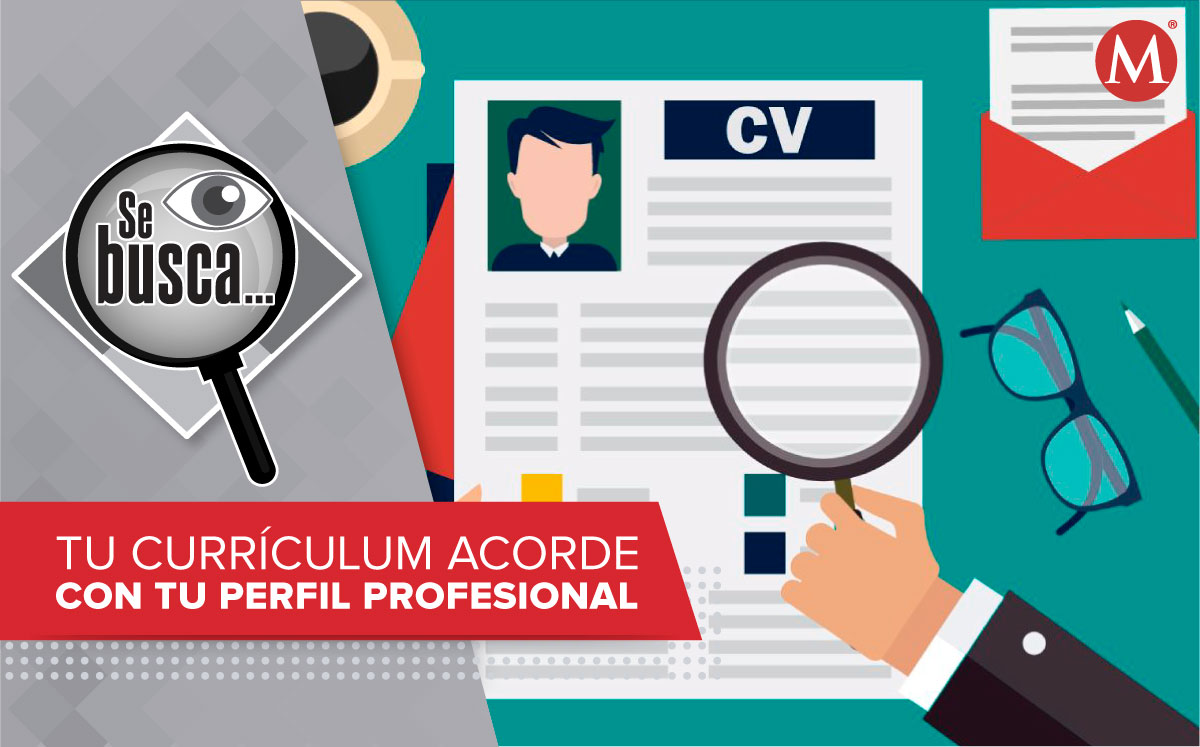 Se
busca...
TU CURRÍCULUM ACORDE
CON TU PERFIL PROFESIONAL
CV
M®